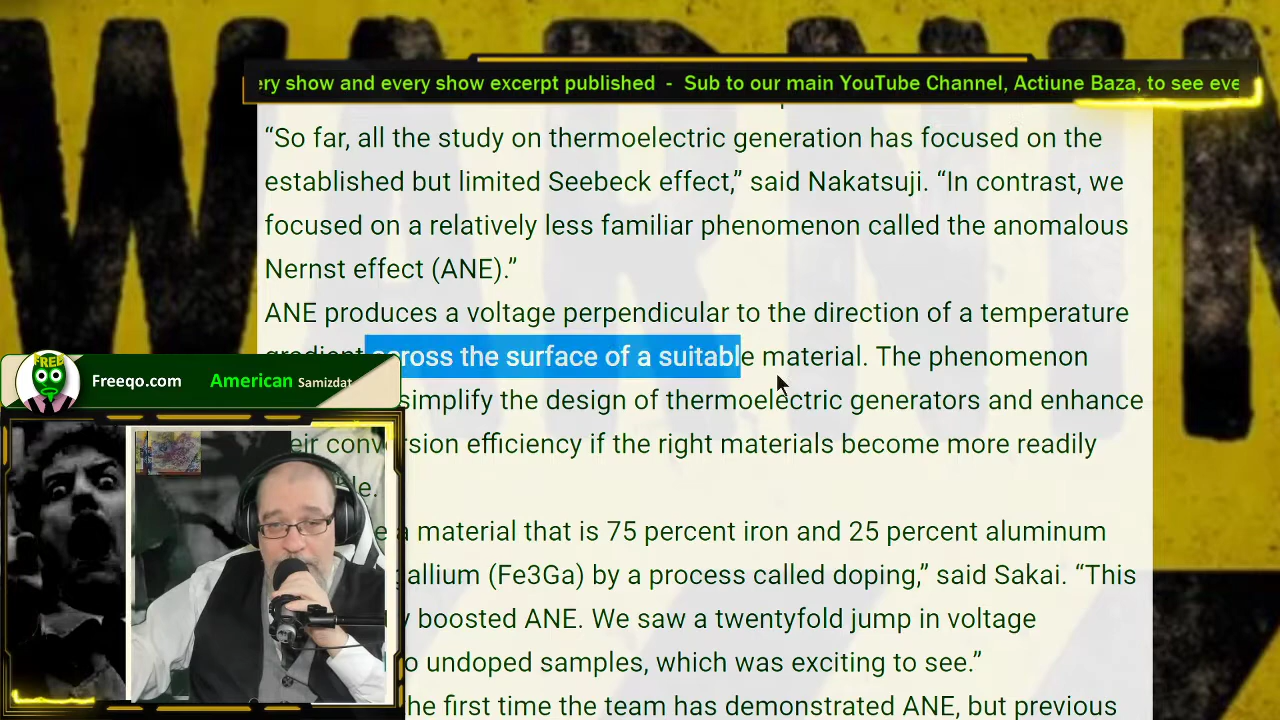 ery show and every show excerpt published - Sub to our main YouTube Channel, Actiune Baza, to see eve
“So far, all the study on thermoelectric generation has focused on the
established but limited Seebeck effect,” said Nakatsuji. “In contrast, we
focused on a relatively less familiar phenomenon called the anomalous
Nernst effect (ANE).”
ANE produces a voltage perpendicular to the direction of a temperature
gradient across the surface of a suitable material. The phenomenon
simplify the design of thermoelectric generators and enhance
their conversion efficiency if the right materials become more readily
le.
a material that is 75 percent iron and 25 percent aluminum
gallium (Fe3Ga) by a process called doping,” said Sakai. “This
y boosted ANE. We saw a twentyfold jump in voltage
o undoped samples, which was exciting to see.”
he first time the team has demonstrated ANE, but previous
FREE
Freeqo.com American Samizdat